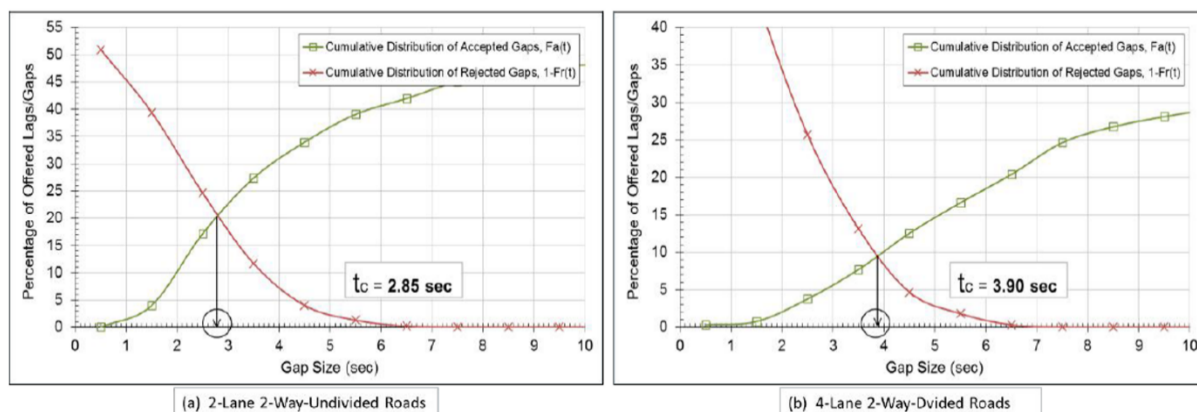 55
50
45
40
35
30
25
20
15
10
5
0
Percentage of Offered Lags/Gaps
Cumulative Distribution of Accepted Gaps, Fa(t)
Cumulative Distribution of Rejected Gaps, 1-Fr(t)
tc = 2.85 sec
0 1 2 3 4 5 6 7 8 9 10
Gap Size (sec)
(a) 2-Lane 2-Way-Undivided Roads
40
35
30
25
20
15
10
5
0
Percentage of Offered Lags/Gaps
Cumulative Distribution of Accepted Gaps, Fa(t)
Cumulative Distribution of Rejected Gaps, 1-Fr(t)
tc = 3.90 sec
0 1 2 3 4 5 6 7 8 9 10
Gap Size (sec)
(b) 4-Lane 2-Way-Dvided Roads